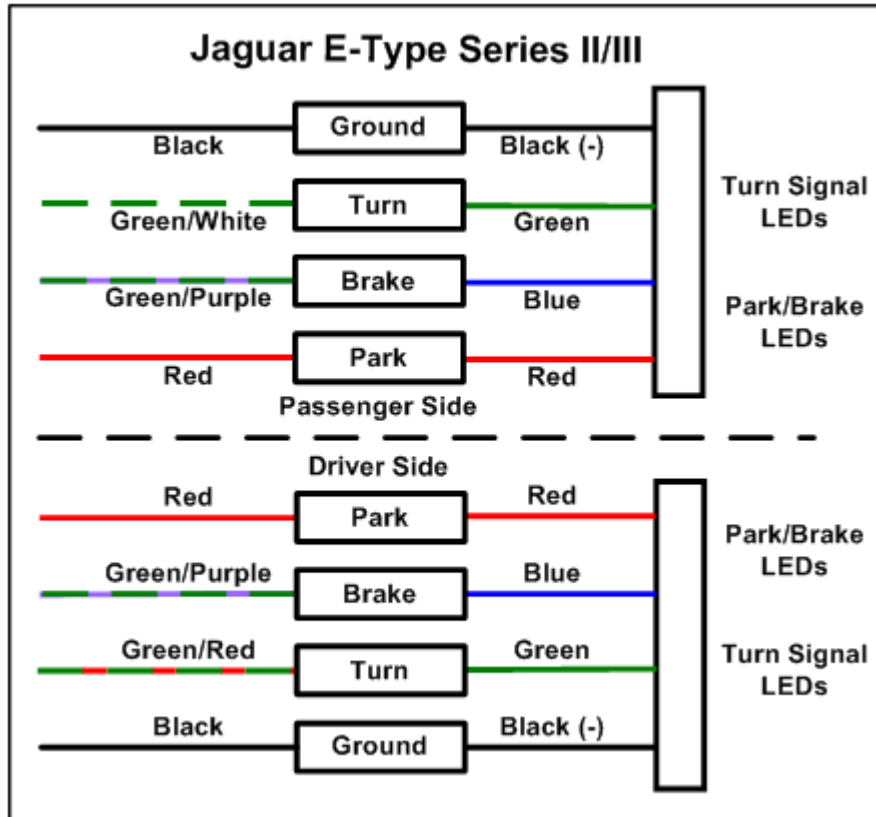 Jaguar E-Type Series II/III
Ground
Black
Black (-)
Turn
Green/White
Green
Turn Signal
LEDs
Brake
Green/Purple
Blue
Park/Brake
LEDs
Park
Red
Red
Passenger Side
Driver Side
Red
Park
Red
Park/Brake
LEDs
Green/Purple
Brake
Blue
Green/Red
Turn
Green
Turn Signal
LEDs
Black
Ground
Black (-)